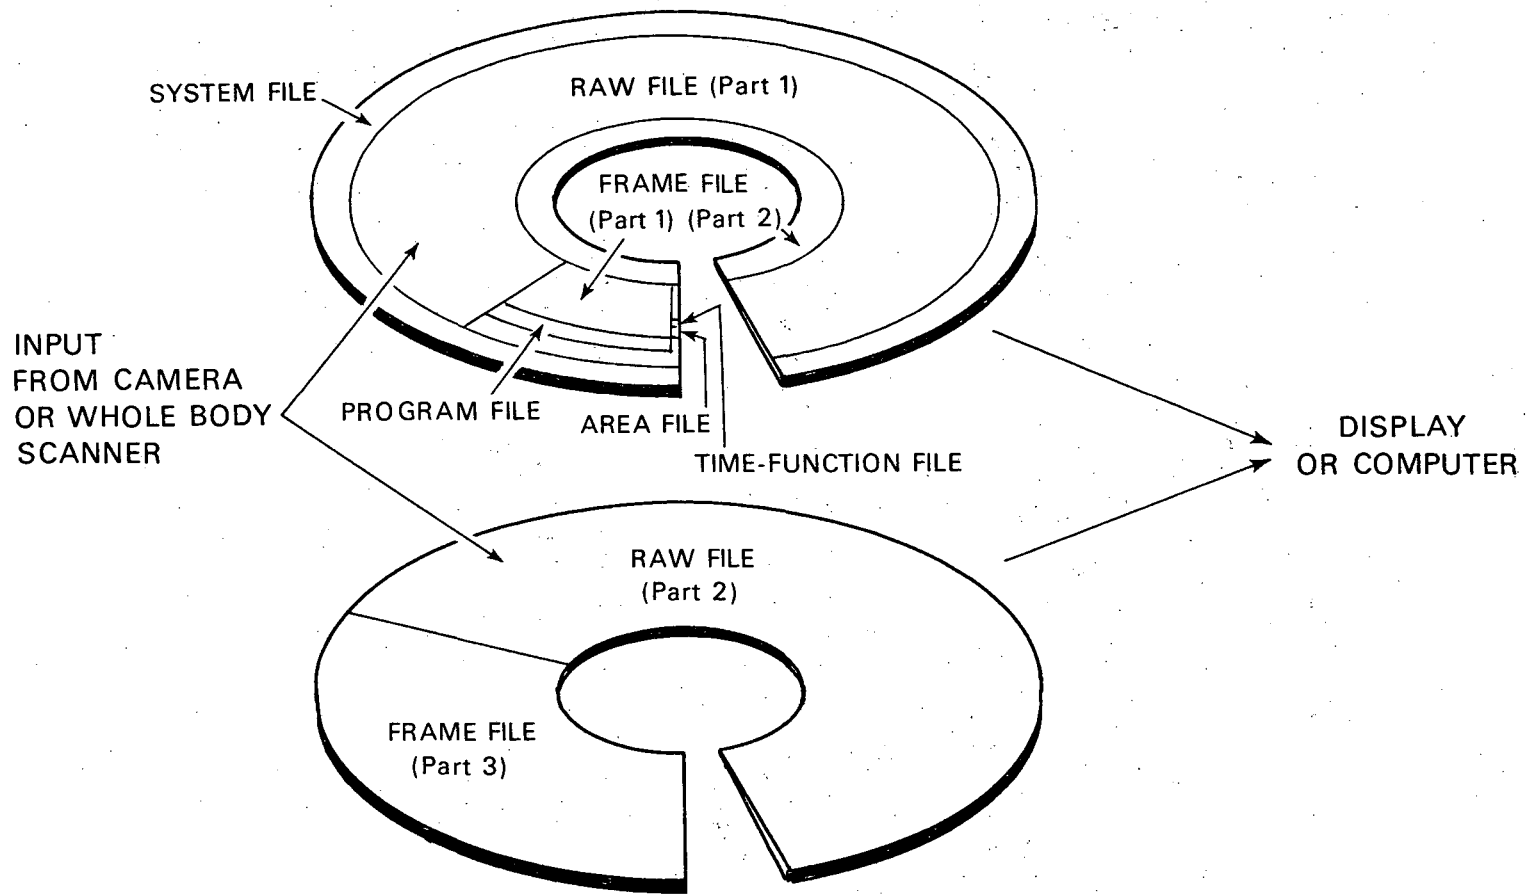 SYSTEM FILE
RAW FILE (Part 1)
FRAME FILE
(Part 1) (Part 2)
INPUT
FROM CAMERA
OR WHOLE BODY
SCANNER
PROGRAM FILE
AREA FILE
TIME-FUNCTION FILE
DISPLAY
OR COMPUTER
RAW FILE
(Part 2)
FRAME FILE
(Part 3)